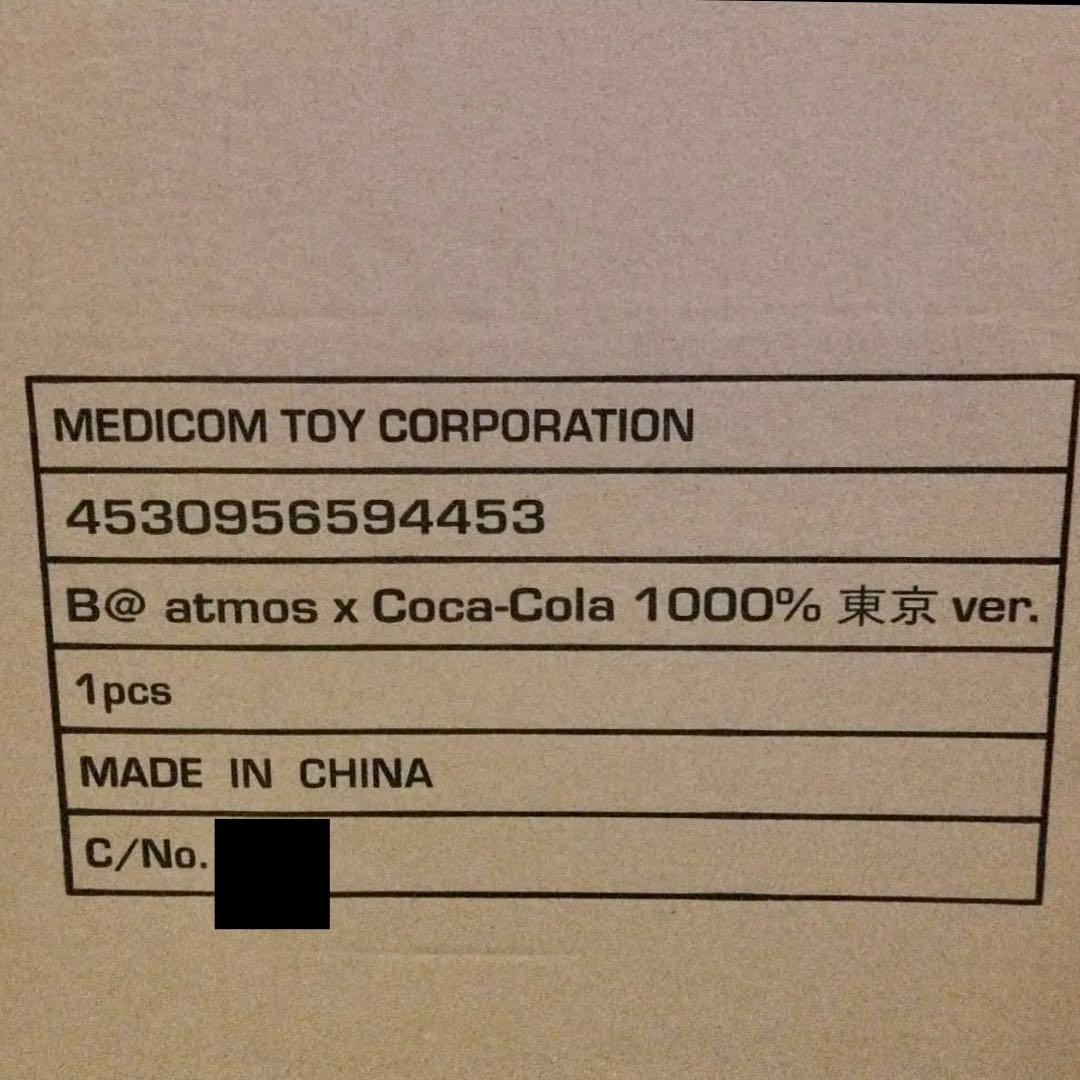 MEDICOM TOY CORPORATION
4530956594453
B@ atmos x Coca-Cola 1000% 東京 ver.
1pcs
MADE IN CHINA
C/No.